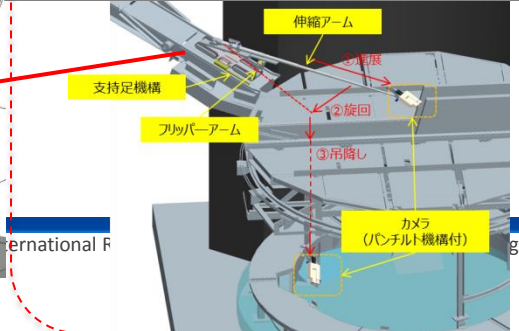 伸縮アーム
①進展
支持足機構
②旋回
フリッパーアーム
③吊降し
カメラ
(パンチルト機構付)
ernational R
g